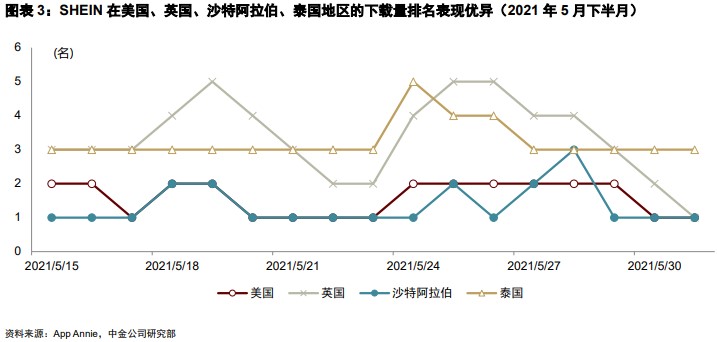 图表 3：SHEIN 在美国、英国、沙特阿拉伯、泰国地区的下载量排名表现优异（2021 年 5 月下半月）
6
(名)
5
4
3
2
1
0
2021/5/15
2021/5/18
2021/5/21
2021/5/24
2021/5/27
2021/5/30
美国
英国
沙特阿拉伯
泰国
资料来源：App Annie，中金公司研究部